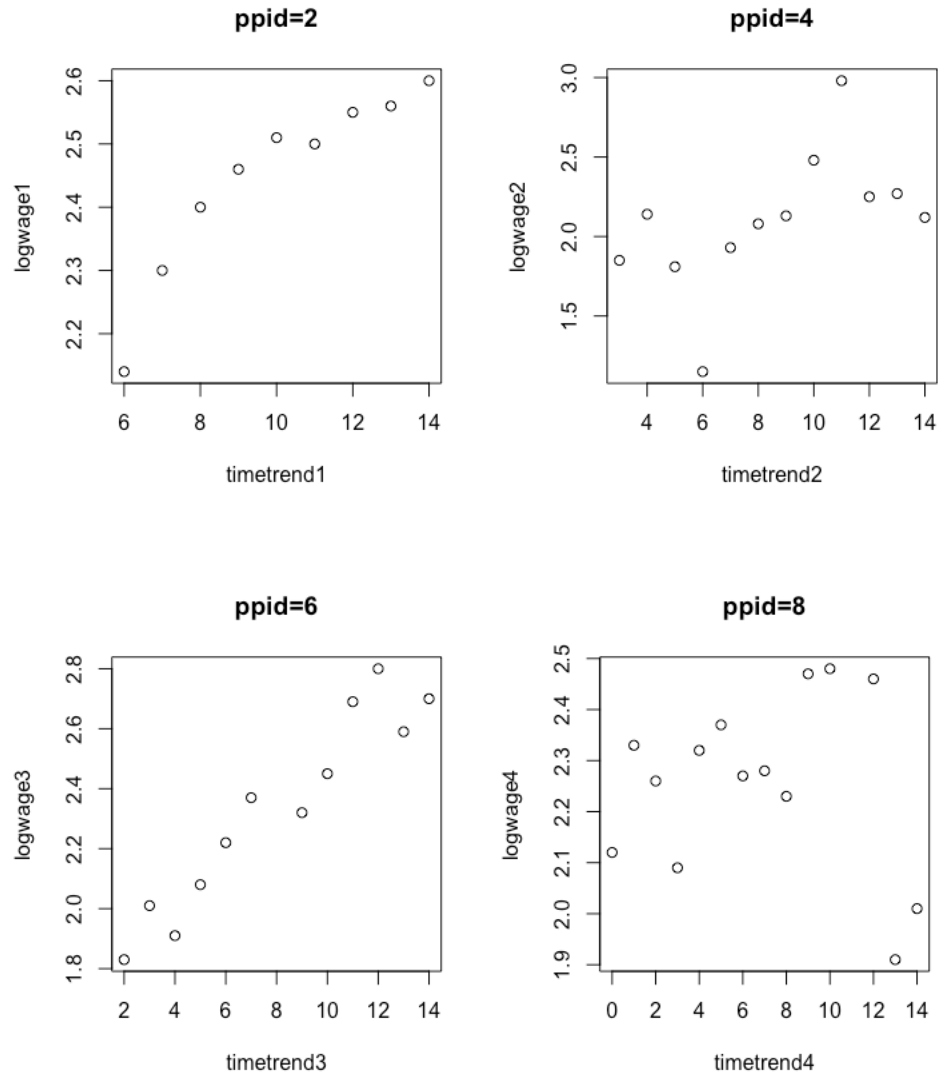 ppid=2
logwage1
2.6
2.5
2.4
2.3
2.2
6 8 10 12 14
timetrend1
ppid=4
logwage2
3.0
2.5
2.0
1.5
4 6 8 10 12 14
timetrend2
ppid=6
logwage3
2.8
2.6
2.4
2.2
2.0
1.8
2 4 6 8 10 12 14
timetrend3
ppid=8
logwage4
2.5
2.4
2.3
2.2
2.1
2.0
1.9
0 2 4 6 8 10 12 14
timetrend4